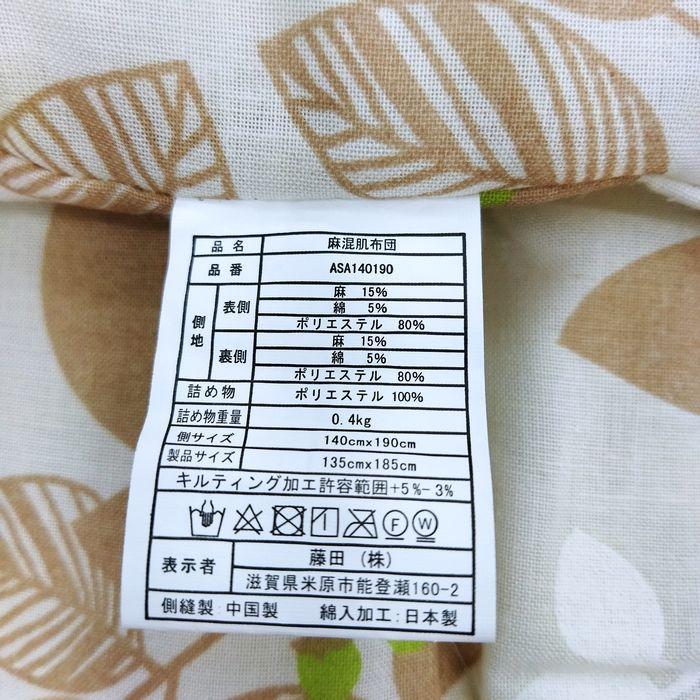 品名 麻混肌布団
品番 ASA140190
側地 表側 麻 15%
綿 5%
ポリエステル 80%
裏側 麻 15%
綿 5%
ポリエステル 80%
詰め物 ポリエステル 100%
詰め物重量 0.4kg
側サイズ 140cm×190cm
製品サイズ 135cm×185cm
キルティング加工許容範囲+5%-3%
F W
表示者 藤田(株)
滋賀県米原市能登瀬160-2
側縫製:中国製 綿入加工:日本製